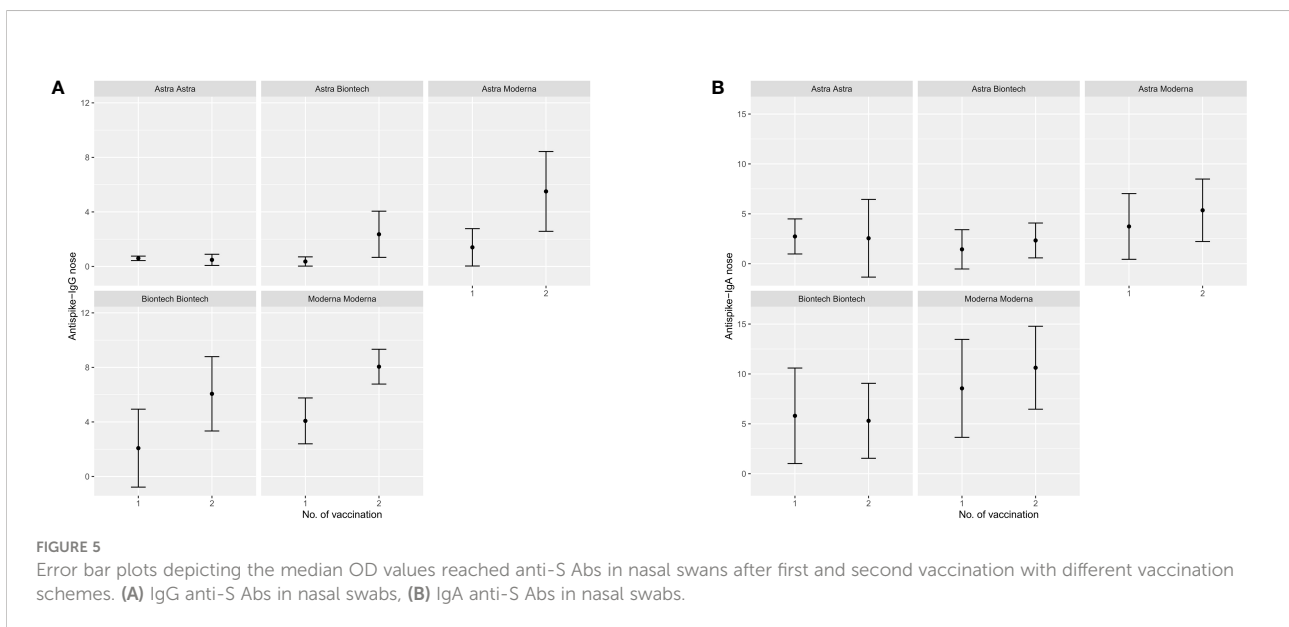 A
Astra Astra
Astra Biontech
Astra Moderna
12
8
4
0
Antispike−IgG nose
1
2
Biontech Biontech
Moderna Moderna
12
8
4
0
1
2
1
2
No. of vaccination
B
Astra Astra
Astra Biontech
Astra Moderna
15
10
5
0
Antispike−IgA nose
1
2
Biontech Biontech
Moderna Moderna
15
10
5
0
1
2
1
2
No. of vaccination
FIGURE 5
Error bar plots depicting the median OD values reached anti-S Abs in nasal swans after first and second vaccination with different vaccination
schemes. (A) IgG anti-S Abs in nasal swabs, (B) IgA anti-S Abs in nasal swabs.